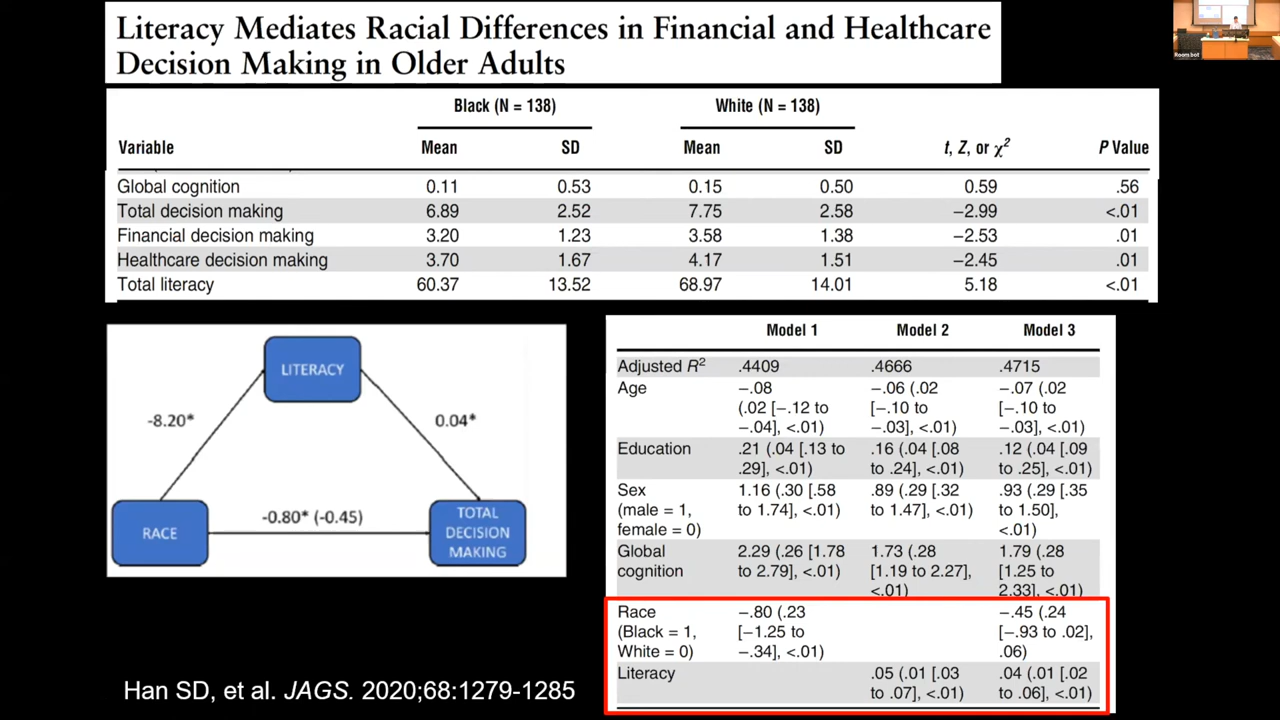 Literacy Mediates Racial Differences in Financial and Healthcare
Decision Making in Older Adults
Black (N = 138) White (N = 138)
Variable Mean SD Mean SD t, Z, or χ² P Value
Global cognition 0.11 0.53 0.15 0.50 0.59 .56
Total decision making 6.89 2.52 7.75 2.58 −2.99 <.01
Financial decision making 3.20 1.23 3.58 1.38 −2.53 .01
Healthcare decision making 3.70 1.67 4.17 1.51 −2.45 .01
Total literacy 60.37 13.52 68.97 14.01 5.18 <.01
LITERACY
-8.20* 0.04*
-0.80* (-0.45)
RACE
TOTAL
DECISION
MAKING
Model 1 Model 2 Model 3
Adjusted R² .4409 .4666 .4715
Age −.08 −.06 (.02 −.07 (.02
(.02 [−.12 to [−.10 to [−.10 to
−.04], <.01) −.03], <.01) −.03], <.01)
Education .21 (.04 [.13 to .16 (.04 [.08 .12 (.04 [.09
.29], <.01) to .24], <.01) to .25], <.01)
Sex 1.16 (.30 [.58 .89 (.29 [.32 .93 (.29 [.35
(male = 1, to 1.74], <.01) to 1.47], <.01) to 1.50],
female = 0) <.01)
Global 2.29 (.26 [1.78 1.73 (.28 1.79 (.28
cognition to 2.79], <.01) [1.19 to 2.27], [1.25 to
<.01) 2.33], <.01)
Race −.80 (.23 −.45 (.24
(Black = 1, [−1.25 to [−.93 to .02],
White = 0) −.34], <.01) .06)
Literacy .05 (.01 [.03 .04 (.01 [.02
to .07], <.01) to .06], <.01)
Han SD, et al. JAGS. 2020;68:1279-1285
Room bot